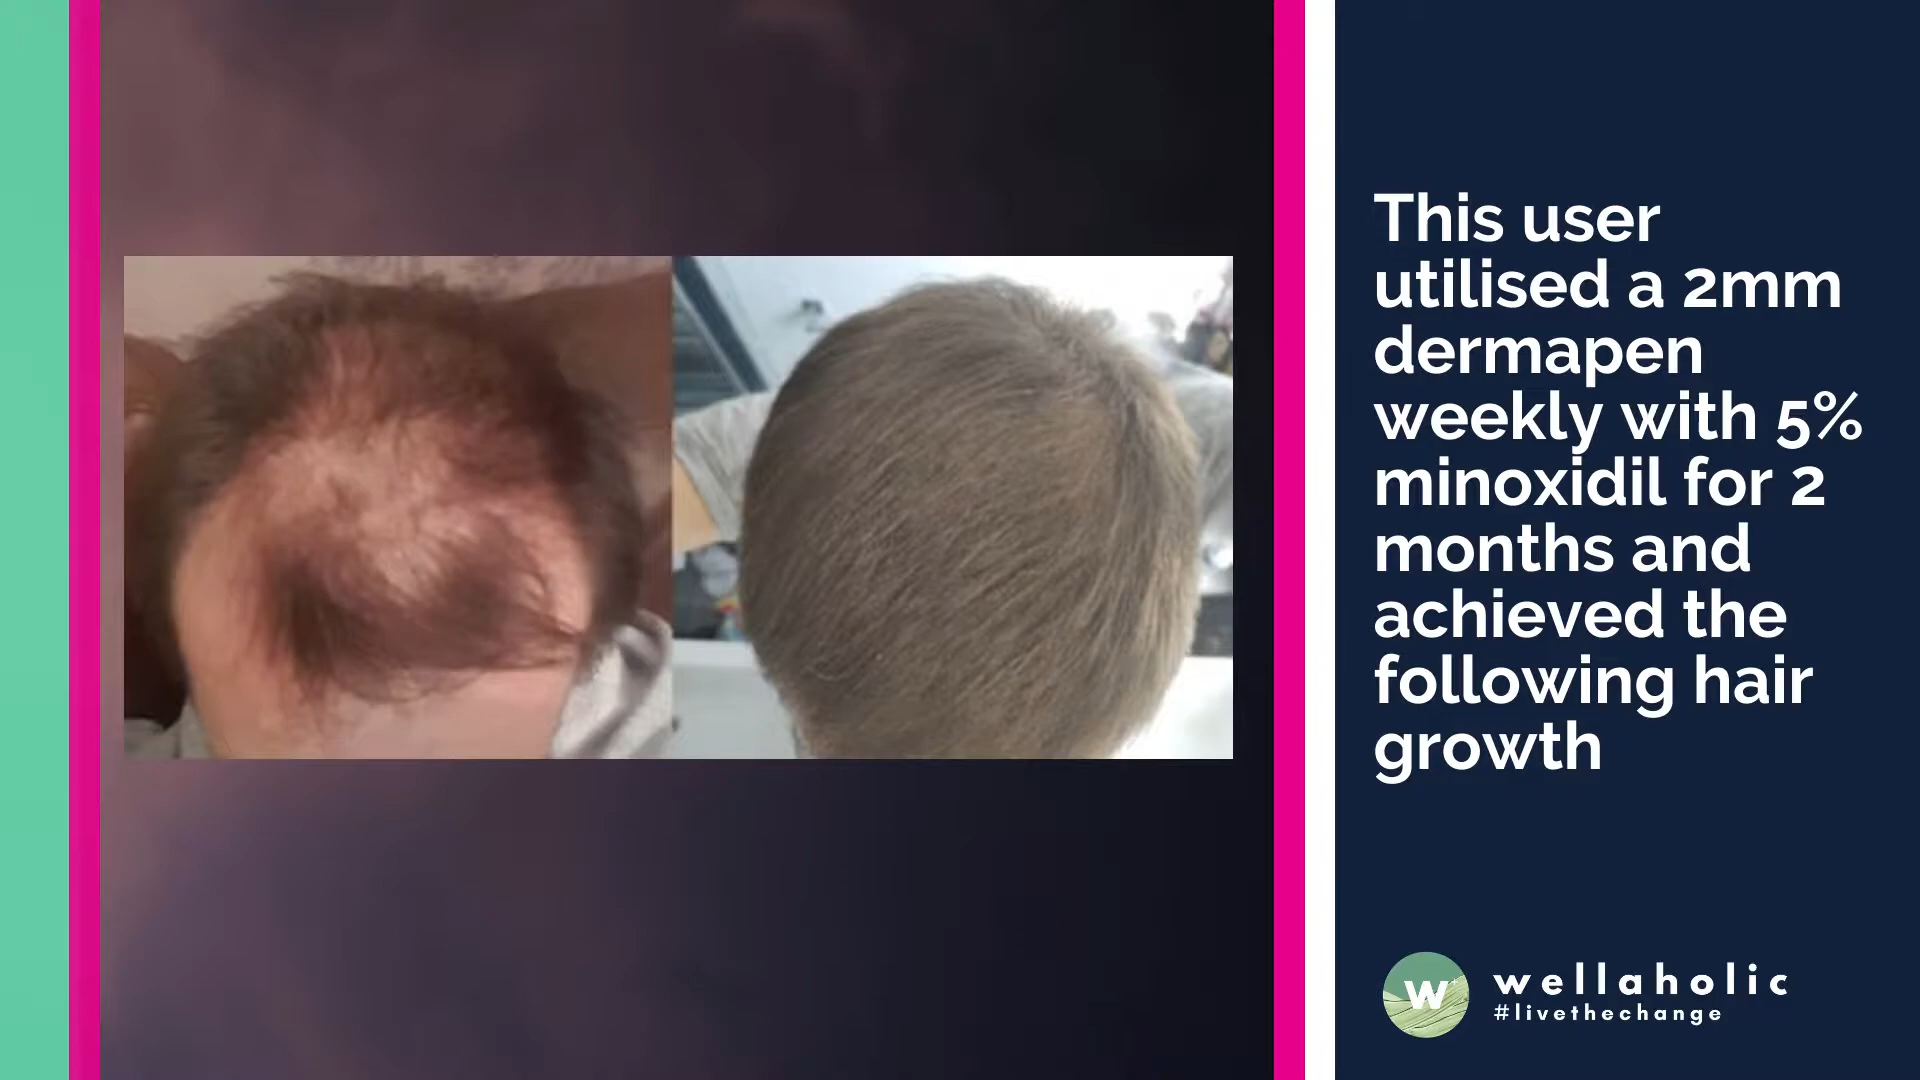 This user
utilised a 2mm
dermapen
weekly with 5%
minoxidil for 2
months and
achieved the
following hair
growth
W+
wellaholic
#livethechange